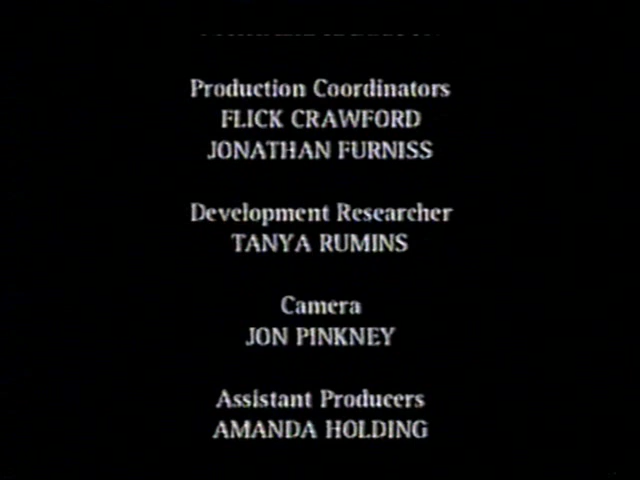 Production Coordinators
FLICK CRAWFORD
JONATHAN FURNISS
Development Researcher
TANYA RUMINS
Camera
JON PINKNEY
Assistant Producers
AMANDA HOLDING